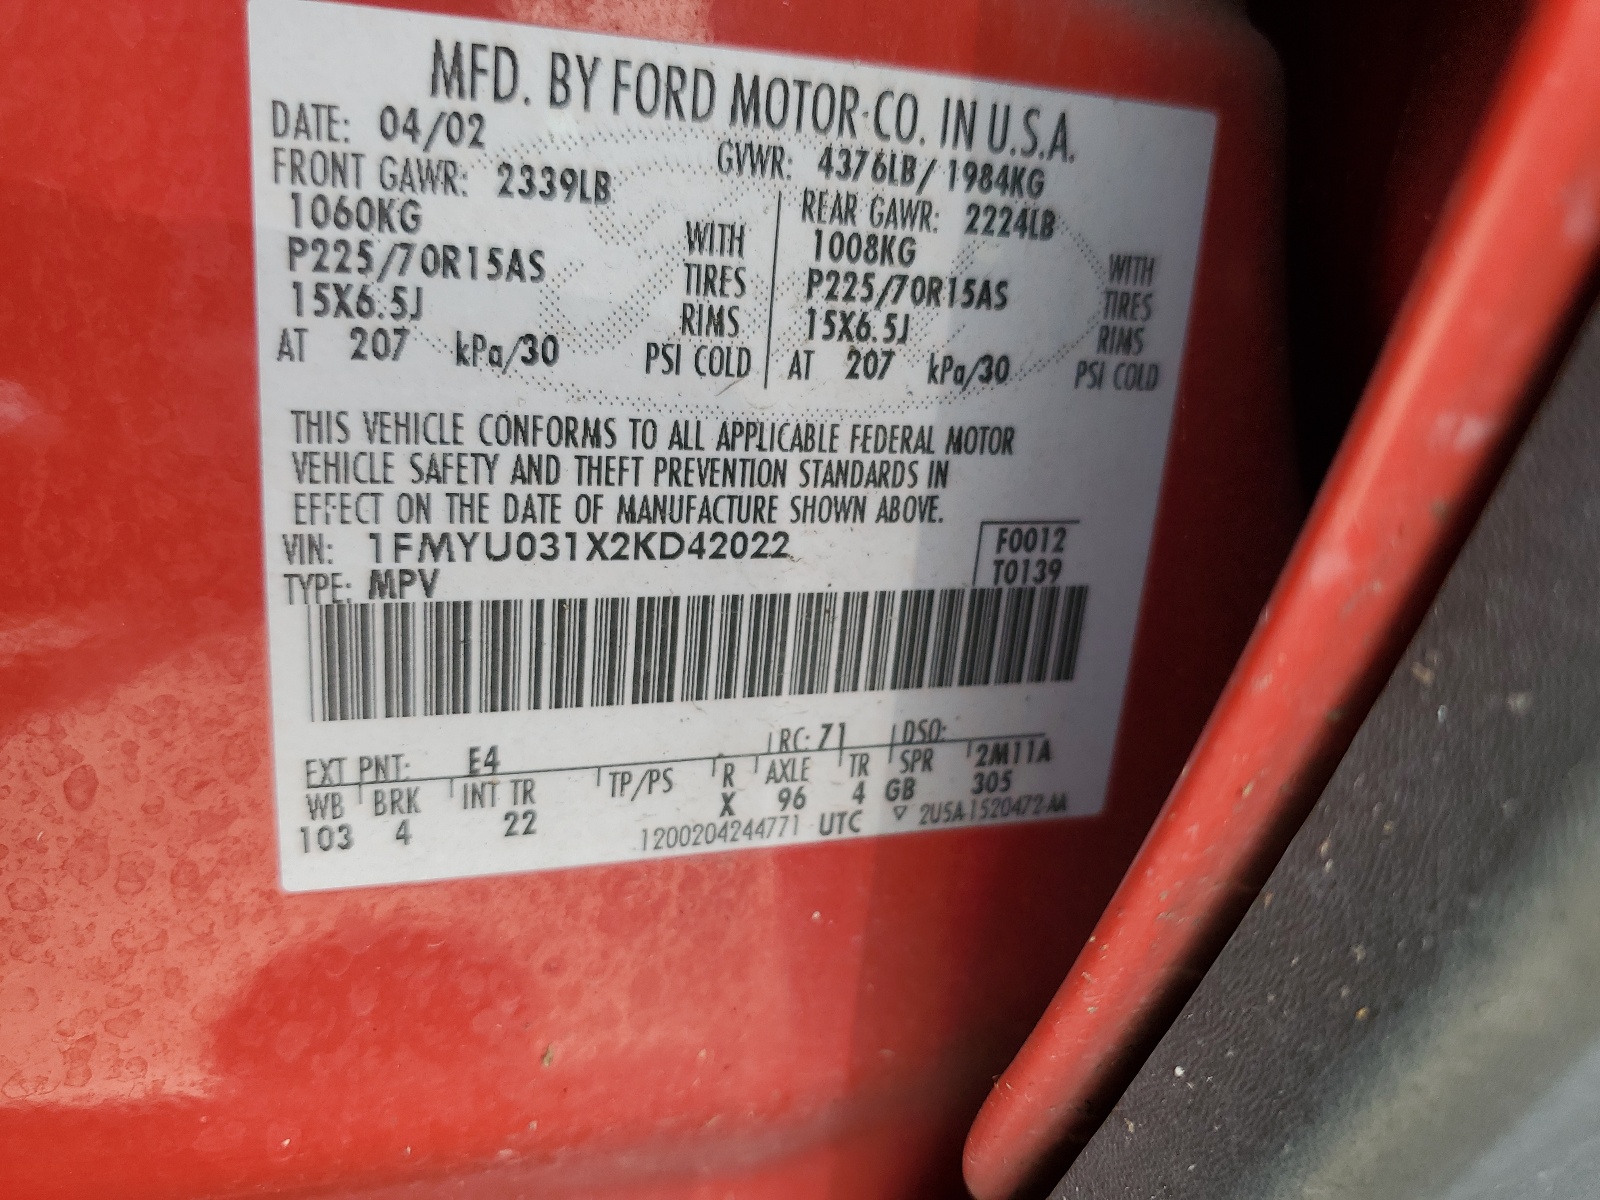 MFD. BY FORD MOTOR CO. IN U.S.A.
DATE: 04/02 GVWR: 4376LB/ 1984KG
FRONT GAWR: 2339LB REAR GAWR: 2224LB
1060KG WITH 1008KG WITH
P225/70R15AS TIRES P225/70R15AS TIRES
15X6.5J RIMS 15X6.5J RIMS
AT 207 kPa/30 PSI COLD AT 207 kPa/30 PSI COLD
THIS VEHICLE CONFORMS TO ALL APPLICABLE FEDERAL MOTOR
VEHICLE SAFETY AND THEFT PREVENTION STANDARDS IN
EFFECT ON THE DATE OF MANUFACTURE SHOWN ABOVE.
VIN: 1FMYU031X2KD42022 F0012
TYPE: MPV T0139
EXT PNT: E4 RC: 71 DSO:
WB BRK INT TR TP/PS R AXLE TR SPR 2M11A
103 4 22 X 96 4 GB 305
1200204244771 UTC ▽ 2U5A-1520472-AA